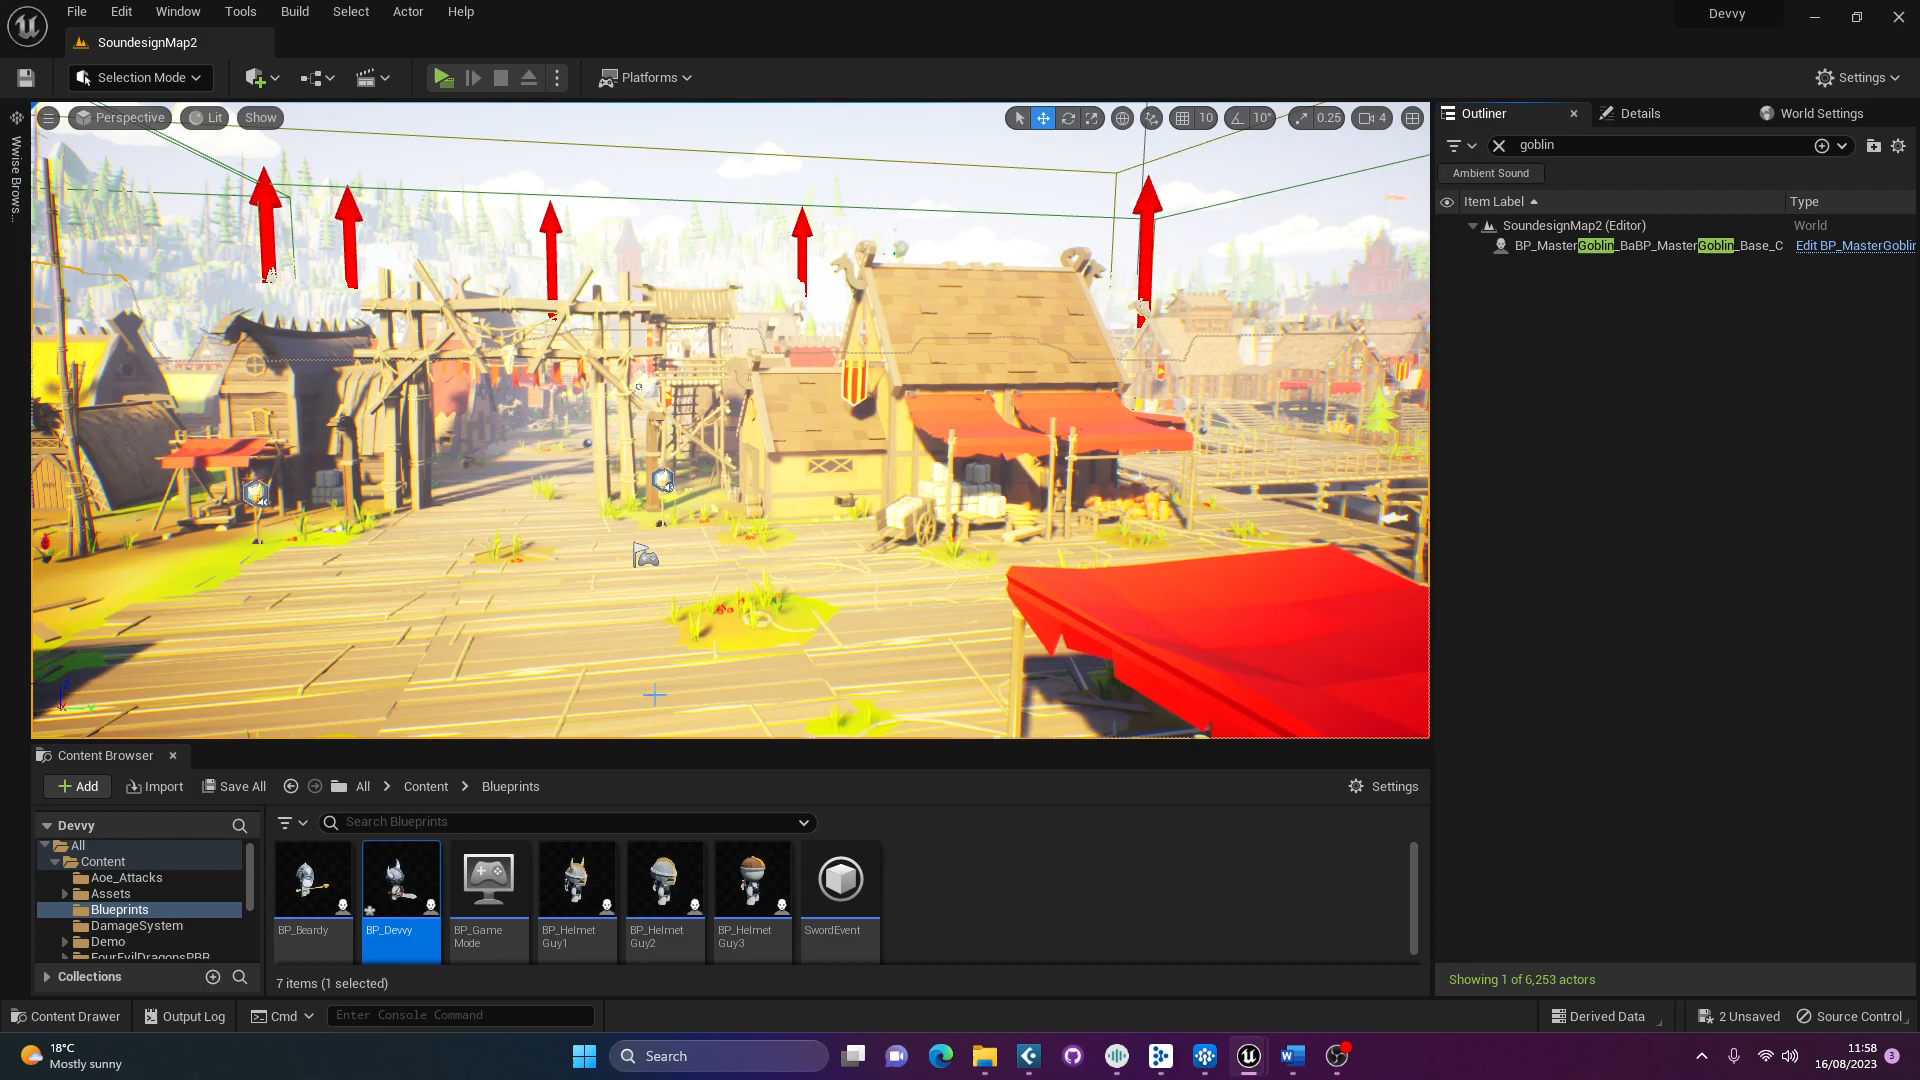 File Edit Window Tools Build Select Actor Help
Devvy
SoundesignMap2
Selection Mode
Platforms
Settings
Wwise Brows...
Perspective Lit Show
10 10° 0.25 4
Outliner Details World Settings
goblin
Ambient Sound
Item Label Type
SoundesignMap2 (Editor) World
BP_MasterGoblin_BaBP_MasterGoblin_Base_C Edit BP_MasterGoblin
Showing 1 of 6,253 actors
Content Browser
Add Import Save All All Content Blueprints Settings
Devvy
Search Blueprints
All
Content
Aoe_Attacks
Assets
Blueprints
DamageSystem
Demo
FourEvilDragonsPBR
Collections
BP_Beardy
BP_Devvy
BP_Game
Mode
BP_Helmet
Guy1
BP_Helmet
Guy2
BP_Helmet
Guy3
SwordEvent
7 items (1 selected)
Content Drawer Output Log Cmd Enter Console Command Derived Data 2 Unsaved Source Control
18°C
Mostly sunny
Search
11:58
16/08/2023
3